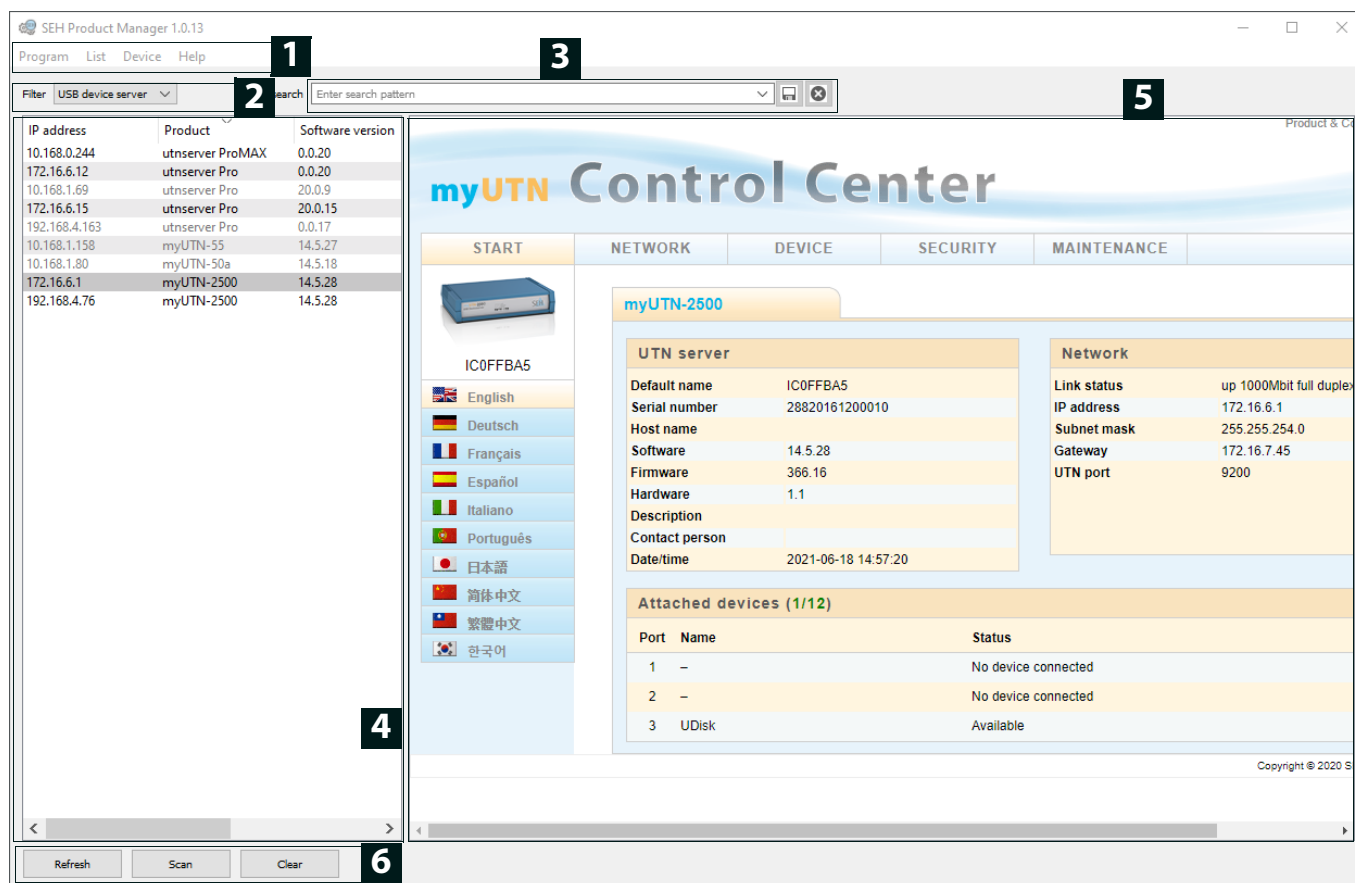 SEH Product Manager 1.0.13
Program List Device Help
1
3
Filter USB device server
2
earch Enter search pattern
5
IP address Product Software version
10.168.0.244 utnserver ProMAX 0.0.20
172.16.6.12 utnserver Pro 0.0.20
10.168.1.69 utnserver Pro 20.0.9
172.16.6.15 utnserver Pro 20.0.15
192.168.4.163 utnserver Pro 0.0.17
10.168.1.158 myUTN-55 14.5.27
10.168.1.80 myUTN-50a 14.5.18
172.16.6.1 myUTN-2500 14.5.28
192.168.4.76 myUTN-2500 14.5.28
4
Refresh Scan Clear
6
Product & Co
myUTN Control Center
START NETWORK DEVICE SECURITY MAINTENANCE
IC0FFBA5
English
Deutsch
Français
Español
Italiano
Português
日本語
简体中文
繁體中文
한국어
myUTN-2500
UTN server
Default name IC0FFBA5
Serial number 28820161200010
Host name
Software 14.5.28
Firmware 366.16
Hardware 1.1
Description
Contact person
Date/time 2021-06-18 14:57:20
Network
Link status up 1000Mbit full duplex
IP address 172.16.6.1
Subnet mask 255.255.254.0
Gateway 172.16.7.45
UTN port 9200
Attached devices (1/12)
Port Name Status
1 – No device connected
2 – No device connected
3 UDisk Available
Copyright © 2020 S